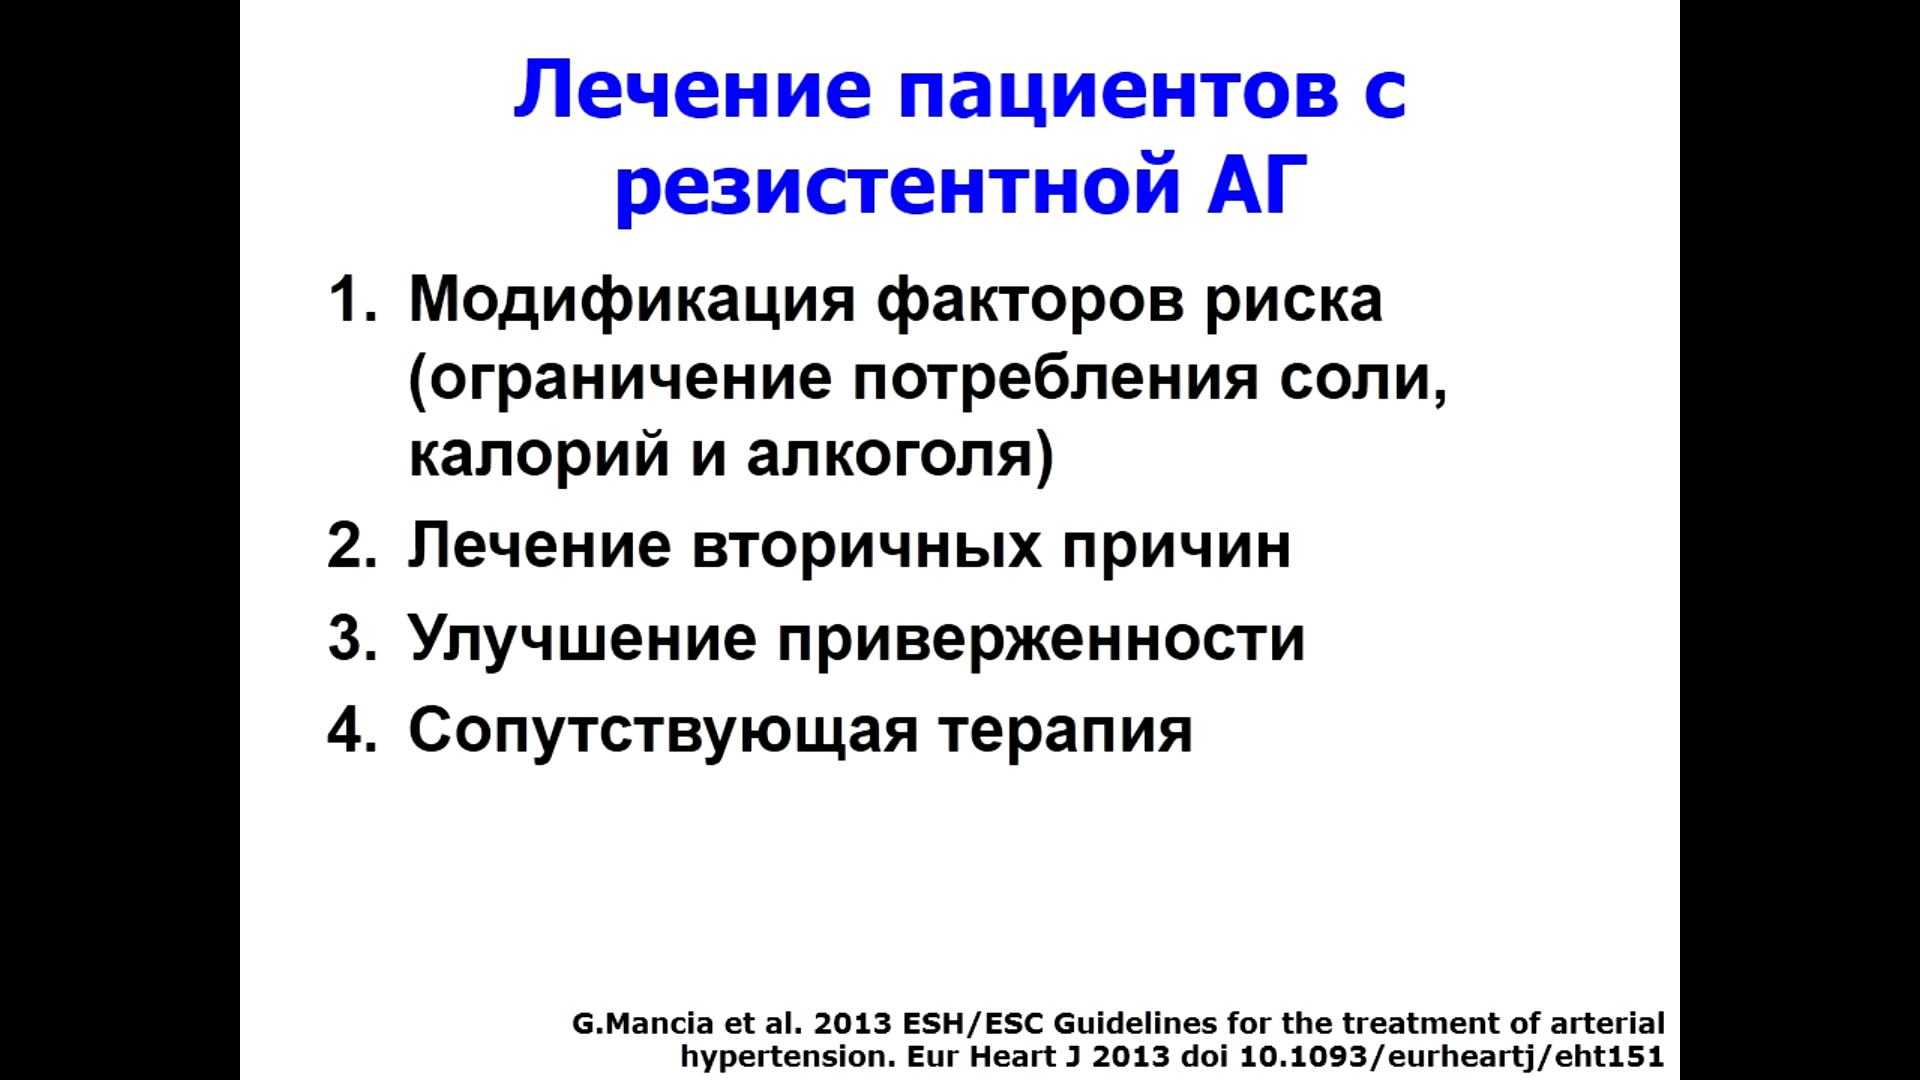 Лечение пациентов с
резистентной АГ
1. Модификация факторов риска
(ограничение потребления соли,
калорий и алкоголя)
2. Лечение вторичных причин
3. Улучшение приверженности
4. Сопутствующая терапия
G.Mancia et al. 2013 ESH/ESC Guidelines for the treatment of arterial
hypertension. Eur Heart J 2013 doi 10.1093/eurheartj/eht151